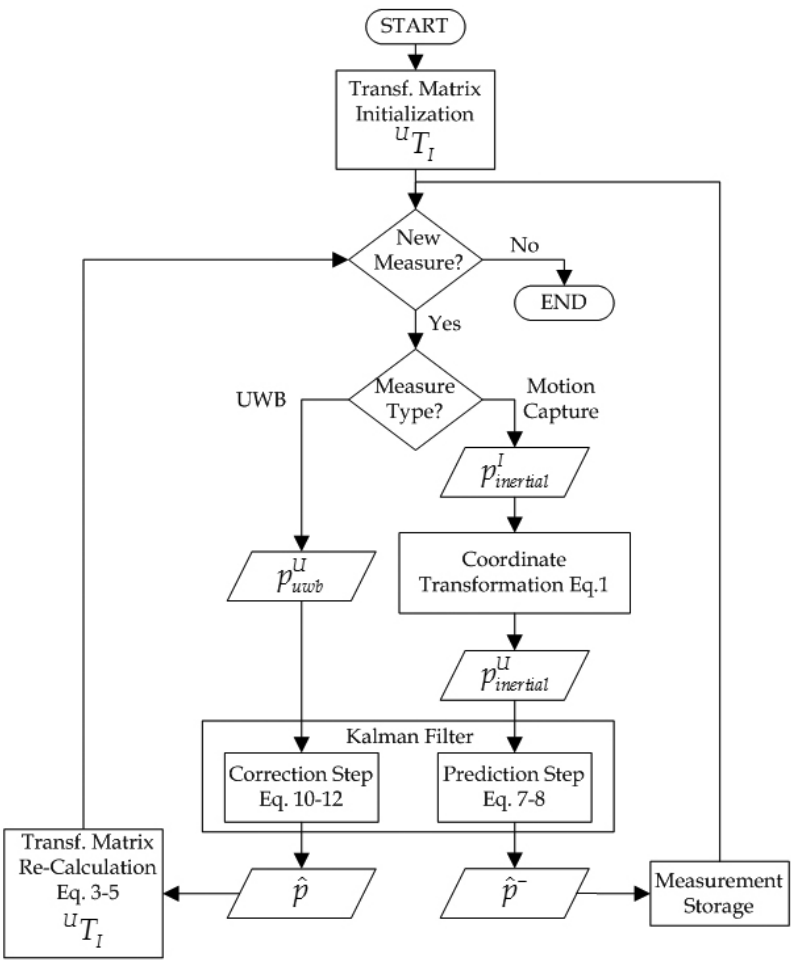 START
Transf. Matrix
Initialization
ᵁT_I
New
Measure?
No
END
Yes
Measure
Type?
UWB
Motion
Capture
p^I_inertial
Coordinate
Transformation Eq.1
p^U_uwb
p^U_inertial
Kalman Filter
Correction Step
Eq. 10-12
Prediction Step
Eq. 7-8
Transf. Matrix
Re-Calculation
Eq. 3-5
ᵁT_I
p̂
p̂⁻
Measurement
Storage